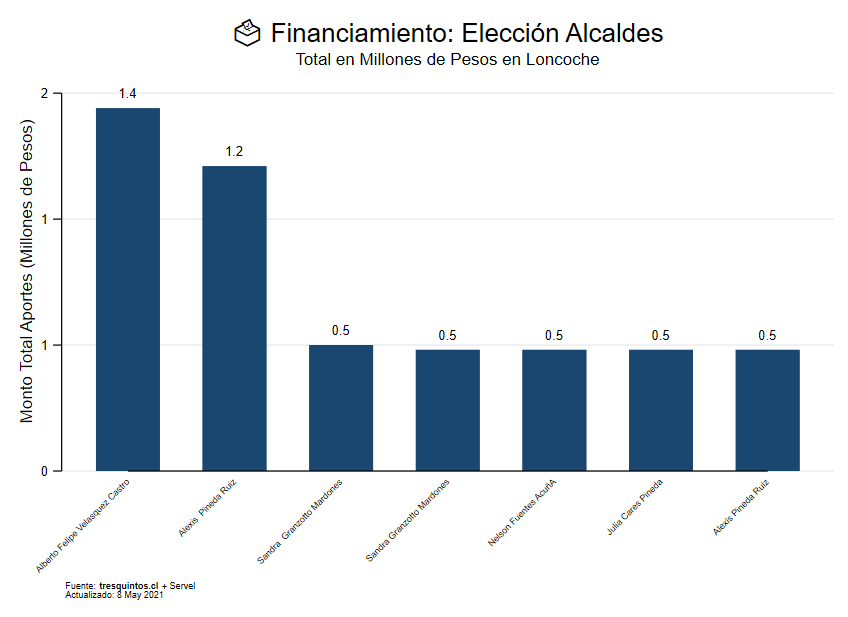 Financiamiento: Elección Alcaldes
Total en Millones de Pesos en Loncoche
Monto Total Aportes (Millones de Pesos)
2
1
1
0
1.4
1.2
0.5
0.5
0.5
0.5
0.5
Alberto Felipe Velasquez Castro
Alexis  Pineda Ruiz
Sandra  Granzotto Mardones
Sandra Granzotto Mardones
Nelson Fuentes AcuñA
Julia Cares Pineda
Alexis Pineda Ruiz
Fuente: tresquintos.cl + Servel
Actualizado: 8 May 2021